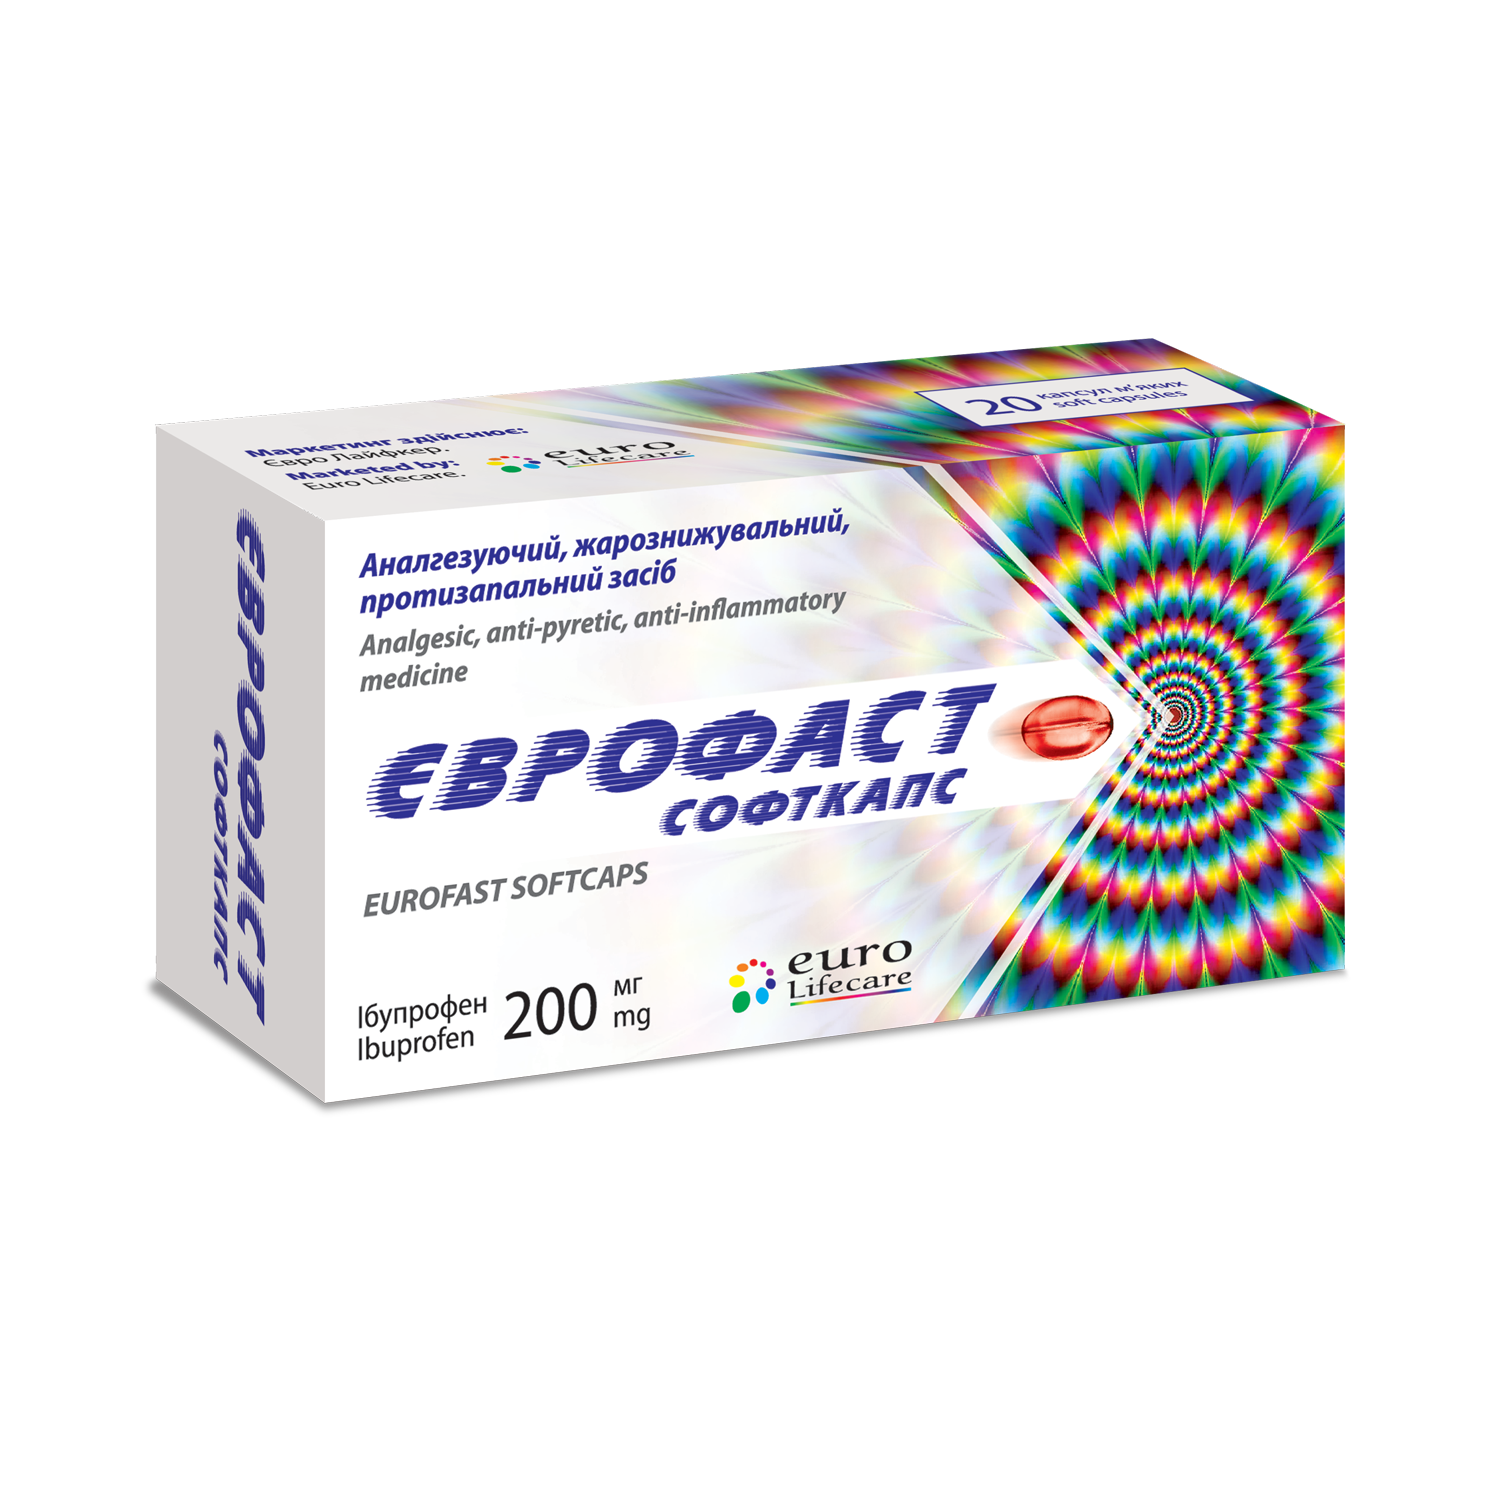 Маркетинг здійснює:
Євро Лайфкер.
Marketed by:
Euro Lifecare.
euro
Lifecare
20 капсул м'яких
soft capsules
Аналгезуючий, жарознижувальний,
протизапальний засіб
Analgesic, anti-pyretic, anti-inflammatory
medicine
ЄВРОФАСТ
СОФТКАПС
EUROFAST SOFTCAPS
Ібупрофен 200 мг
Ibuprofen mg
euro
Lifecare
ЄВРОФАСТ
СОФТКАПС